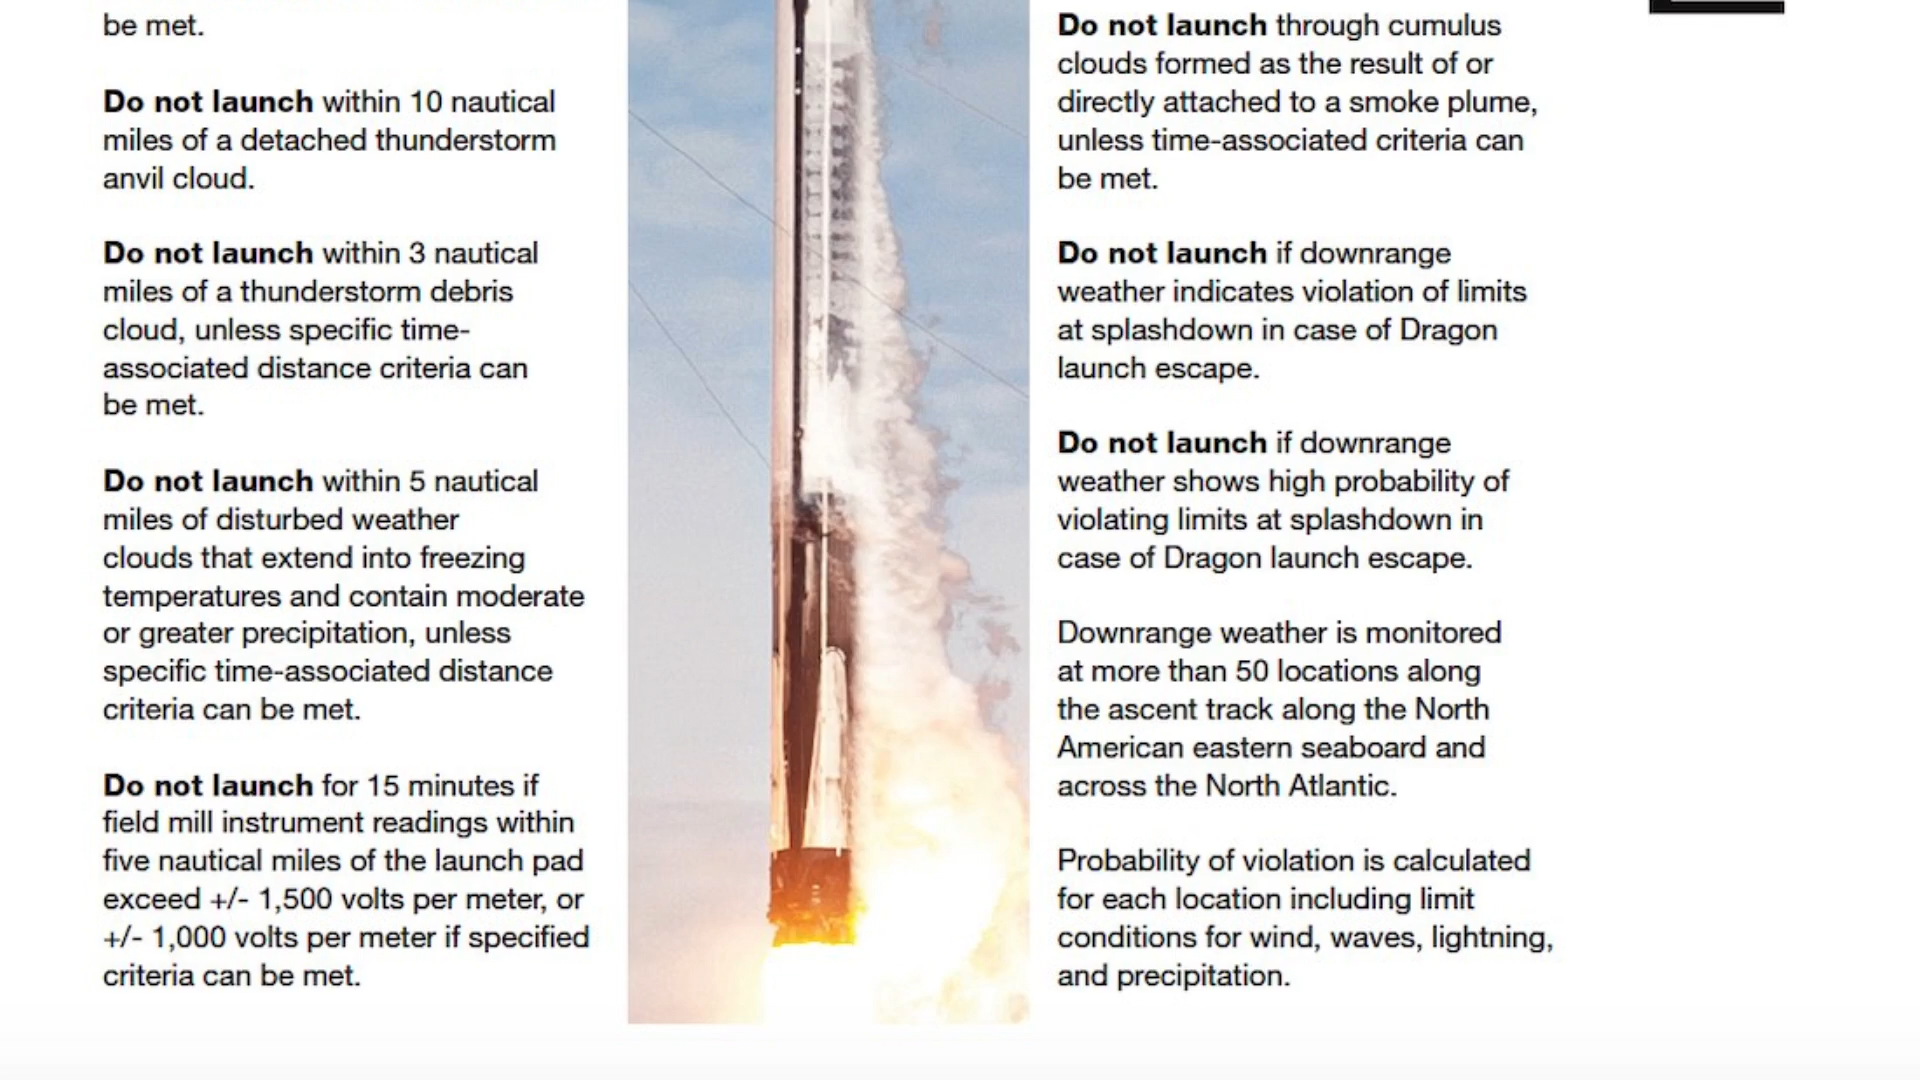 be met.
Do not launch within 10 nautical
miles of a detached thunderstorm
anvil cloud.
Do not launch within 3 nautical
miles of a thunderstorm debris
cloud, unless specific time-
associated distance criteria can
be met.
Do not launch within 5 nautical
miles of disturbed weather
clouds that extend into freezing
temperatures and contain moderate
or greater precipitation, unless
specific time-associated distance
criteria can be met.
Do not launch for 15 minutes if
field mill instrument readings within
five nautical miles of the launch pad
exceed +/- 1,500 volts per meter, or
+/- 1,000 volts per meter if specified
criteria can be met.
Do not launch through cumulus
clouds formed as the result of or
directly attached to a smoke plume,
unless time-associated criteria can
be met.
Do not launch if downrange
weather indicates violation of limits
at splashdown in case of Dragon
launch escape.
Do not launch if downrange
weather shows high probability of
violating limits at splashdown in
case of Dragon launch escape.
Downrange weather is monitored
at more than 50 locations along
the ascent track along the North
American eastern seaboard and
across the North Atlantic.
Probability of violation is calculated
for each location including limit
conditions for wind, waves, lightning,
and precipitation.